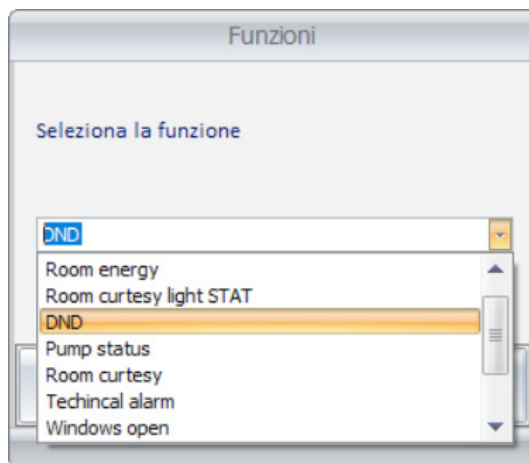 Funzioni
Seleziona la funzione
DND
Room energy
Room curtesy light STAT
DND
Pump status
Room curtesy
Techincal alarm
Windows open